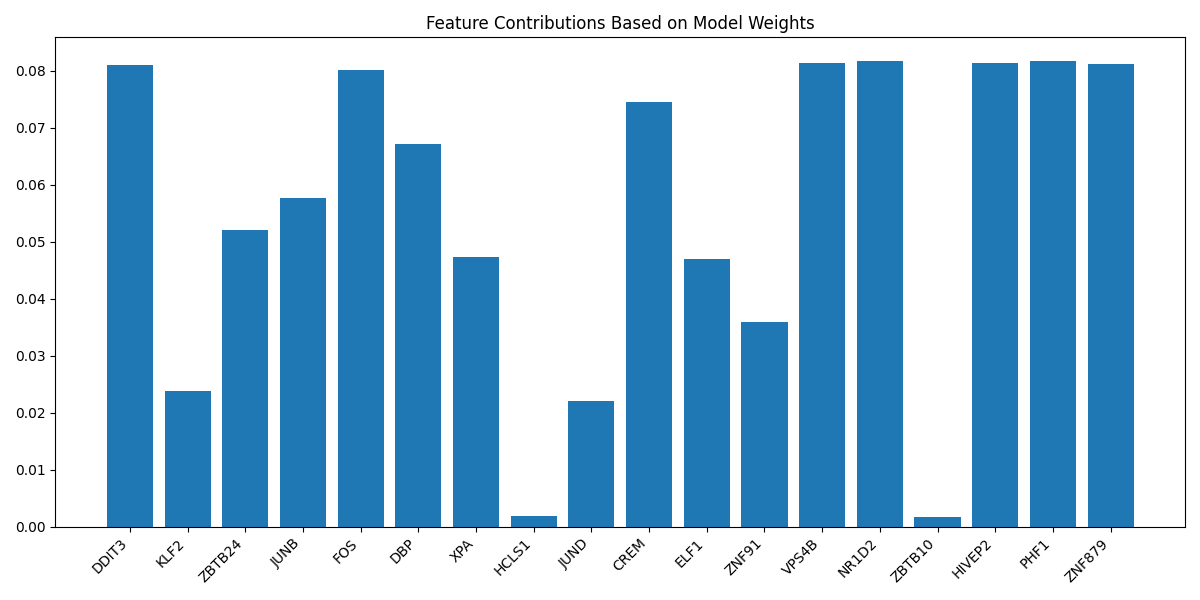 Feature Contributions Based on Model Weights
0.08
0.07
0.06
0.05
0.04
0.03
0.02
0.01
0.00
DDIT3
KLF2
ZBTB24
JUNB
FOS
DBP
XPA
HCLS1
JUND
CREM
ELF1
ZNF91
VPS4B
NR1D2
ZBTB10
HIVEP2
PHF1
ZNF879